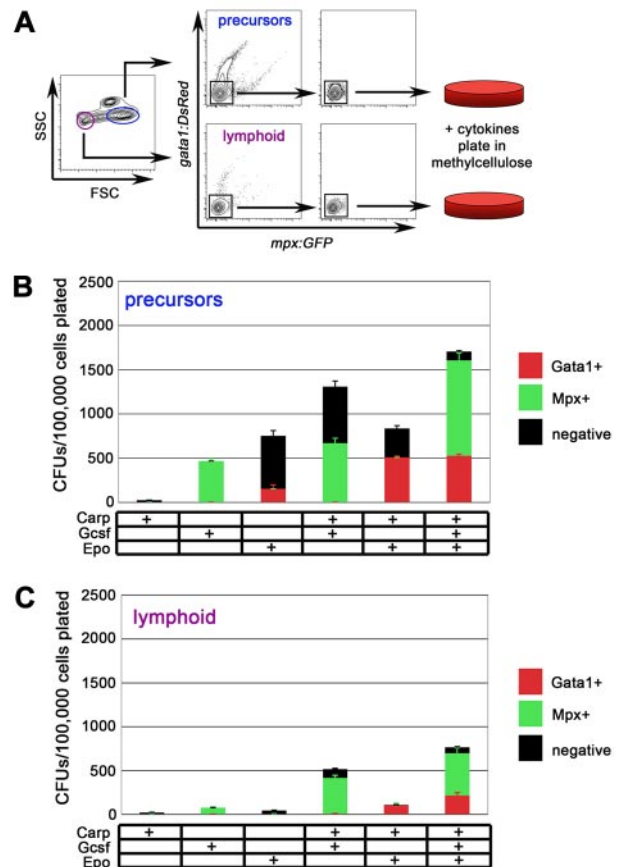 A
precursors
SSC
FSC
gata1:DsRed
lymphoid
mpx:GFP
+ cytokines
plate in
methylcellulose
B
precursors
CFUs/100,000 cells plated
2500
2000
1500
1000
500
0
Gata1+
Mpx+
negative
Carp + + + +
Gcsf + + +
Epo + + +
C
lymphoid
CFUs/100,000 cells plated
2500
2000
1500
1000
500
0
Gata1+
Mpx+
negative
Carp + + + +
Gcsf + + +
Epo + + +